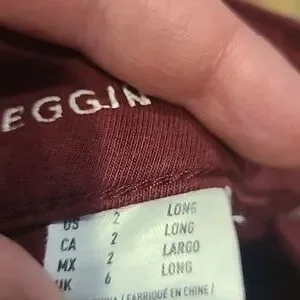 EGGIN
US 2 LONG
CA 2 LONG
MX 2 LARGO
UK 6 LONG
/ FABRIQUÉ EN CHINE /